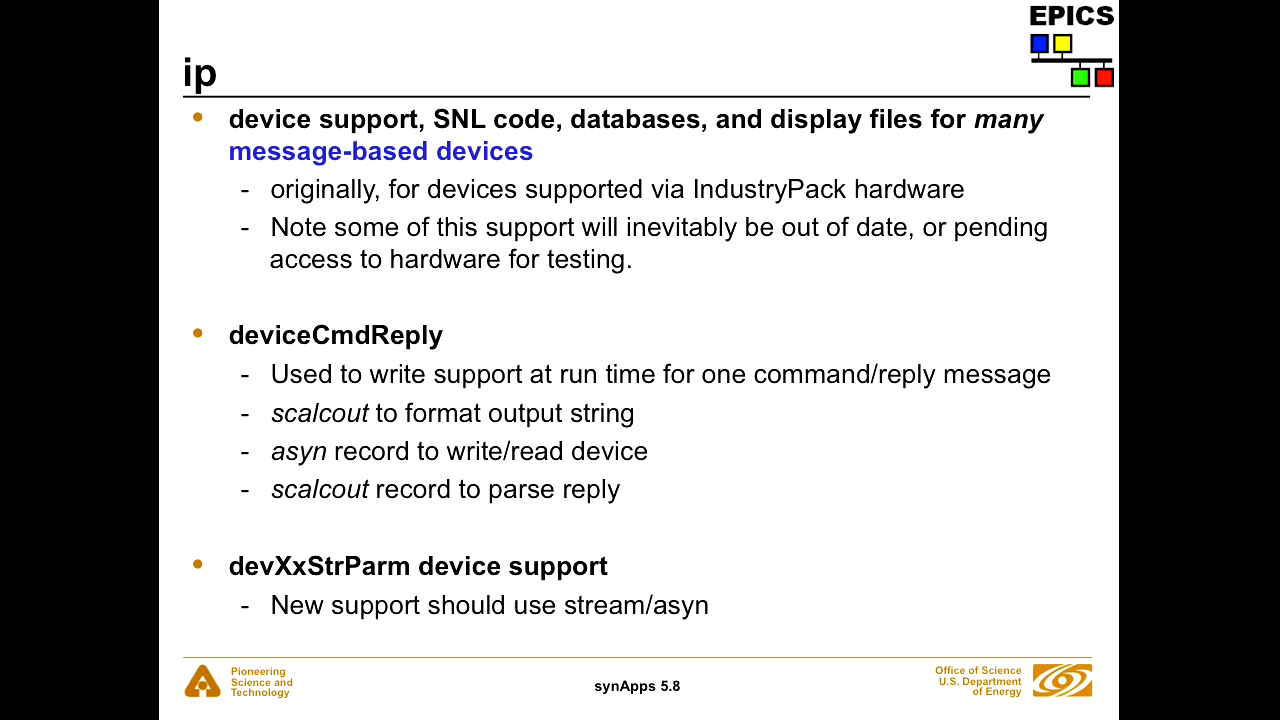 EPICS
ip
• device support, SNL code, databases, and display files for many
message-based devices
- originally, for devices supported via IndustryPack hardware
- Note some of this support will inevitably be out of date, or pending
access to hardware for testing.
• deviceCmdReply
- Used to write support at run time for one command/reply message
- scalcout to format output string
- asyn record to write/read device
- scalcout record to parse reply
• devXxStrParm device support
- New support should use stream/asyn
Pioneering
Science and
Technology
synApps 5.8
Office of Science
U.S. Department
of Energy